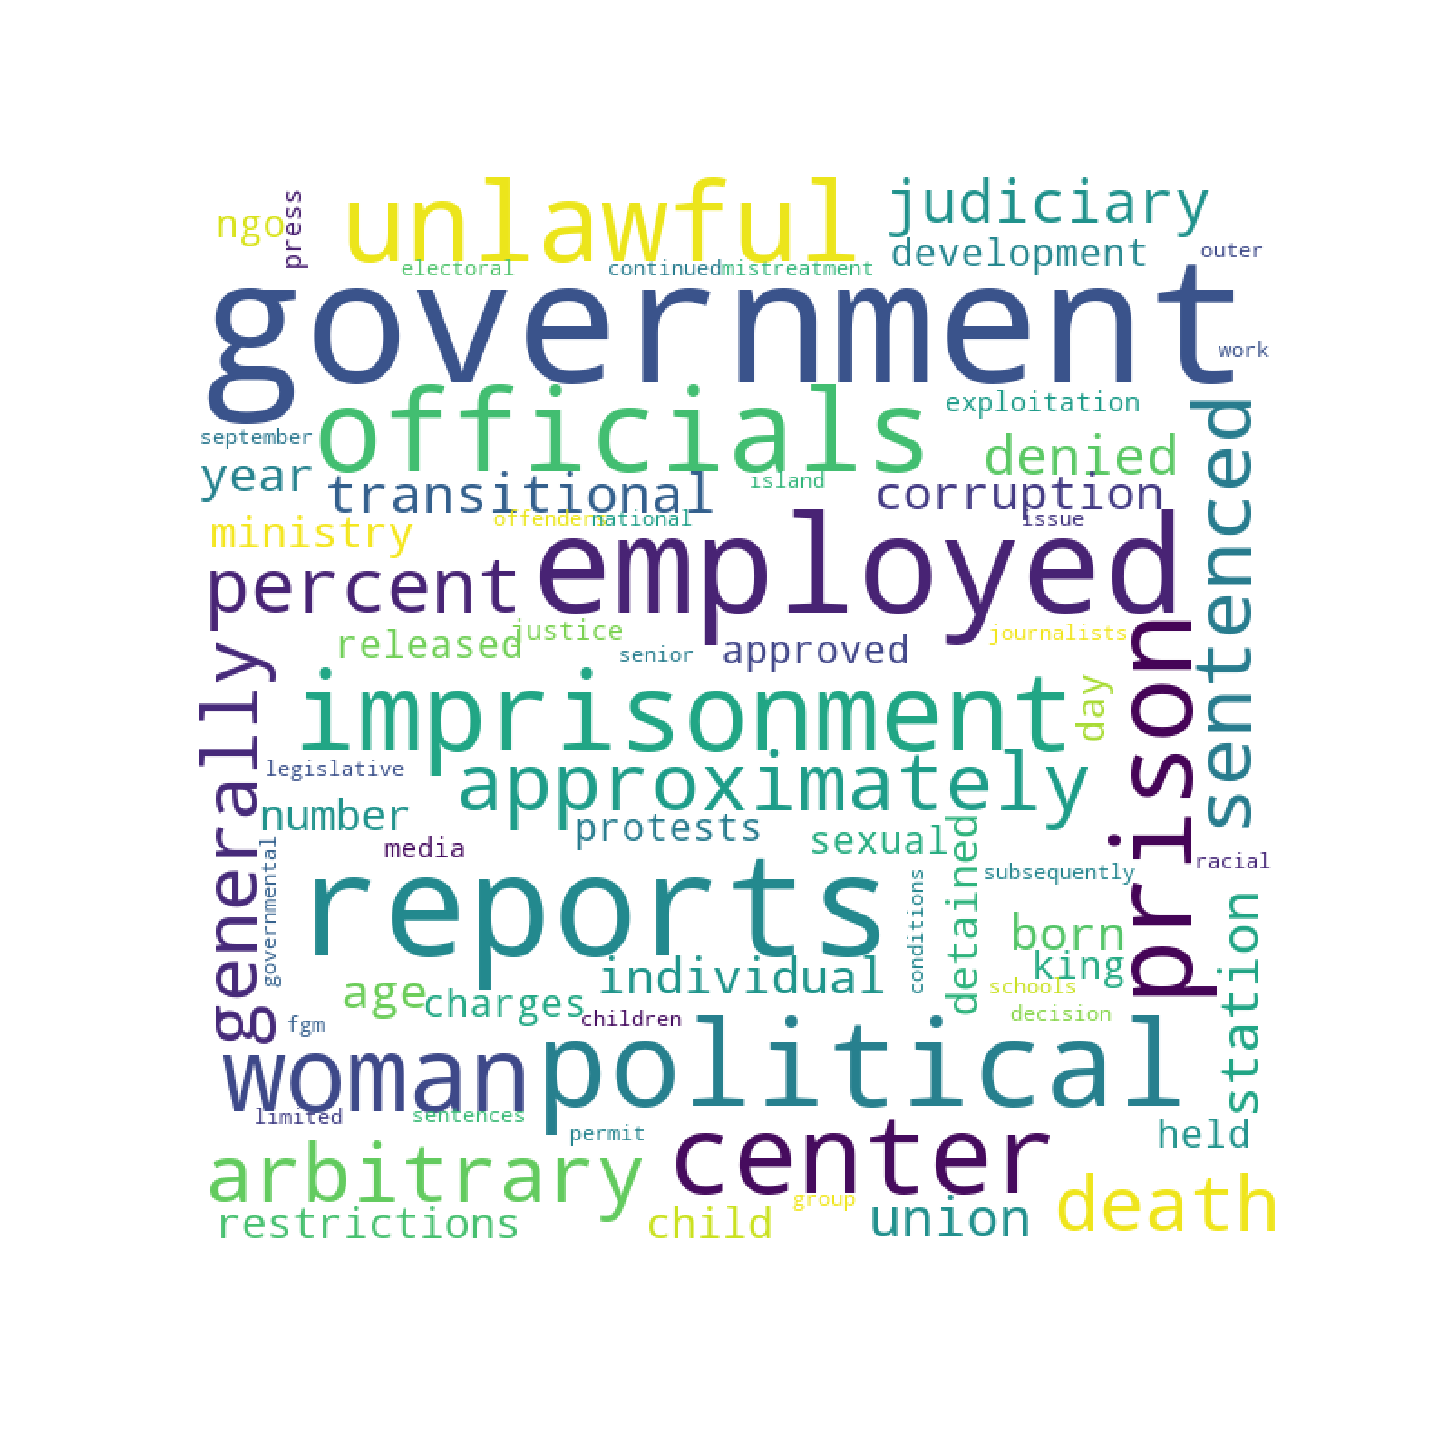 ngo
press
unlawful
judiciary
development
outer
electoral
continued
mistreatment
government
work
officials
exploitation
sentenced
september
year
denied
island
transitional
corruption
ministry
offenders
national
issue
employed
percent
justice
journalists
released
senior
approved
prison
generally
imprisonment
day
legislative
approximately
number
protests
sexual
detained
media
governmental
reports
subsequently
racial
conditions
station
born
king
individual
age
charges
schools
fgm
children
decision
woman
political
limited
sentences
permit
center
held
arbitrary
death
restrictions
child
group
union